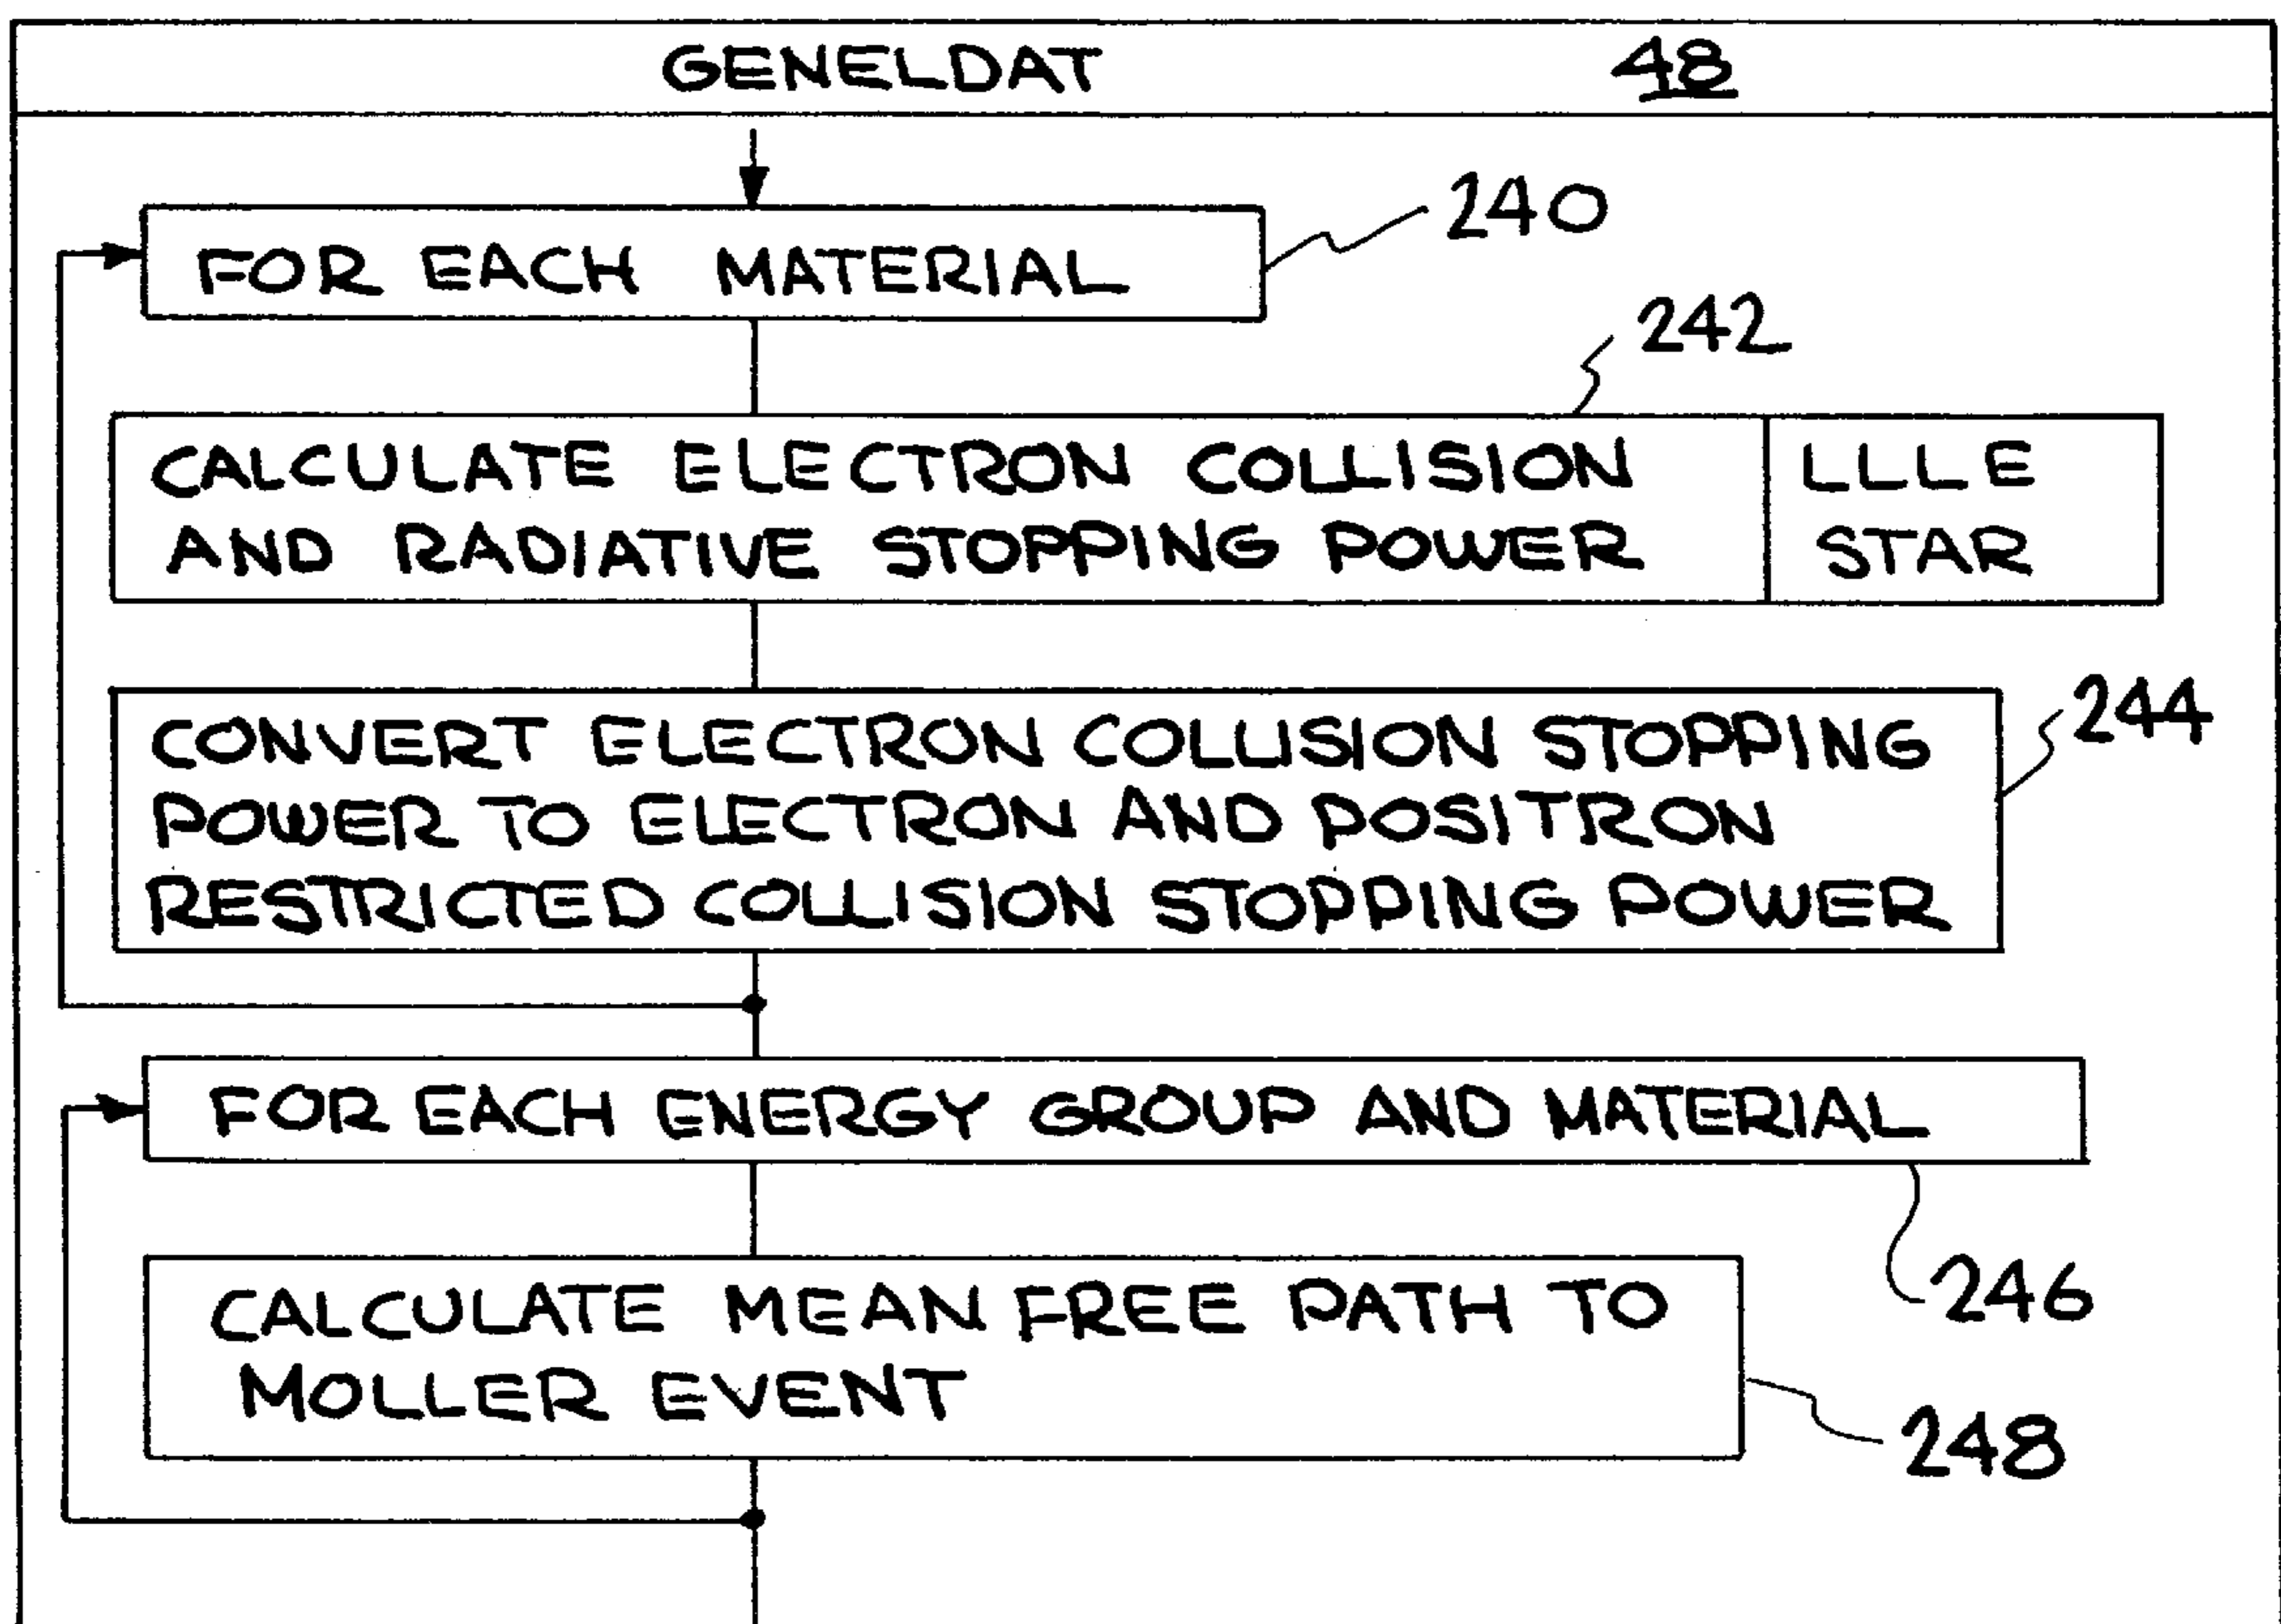 GENELDAT 48
240
FOR EACH MATERIAL
242
CALCULATE ELECTRON COLLISION
AND RADIATIVE STOPPING POWER
LLLE
STAR
244
CONVERT ELECTRON COLLISION STOPPING
POWER TO ELECTRON AND POSITRON
RESTRICTED COLLISION STOPPING POWER
FOR EACH ENERGY GROUP AND MATERIAL
246
CALCULATE MEAN FREE PATH TO
MOLLER EVENT
248